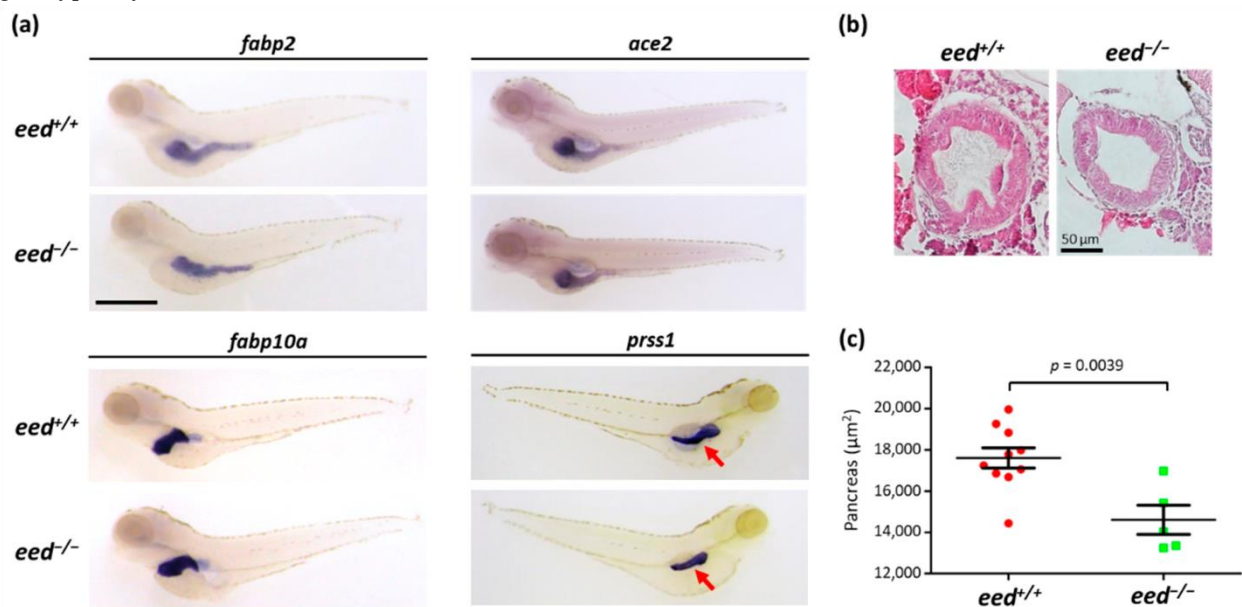 (a)
fabp2
ace2
eed+/+
eed−/−
fabp10a
prss1
eed+/+
eed−/−
(b)
eed+/+
eed−/−
50 μm
(c)
p = 0.0039
22,000
20,000
18,000
16,000
14,000
12,000
Pancreas (μm²)
eed+/+
eed−/−